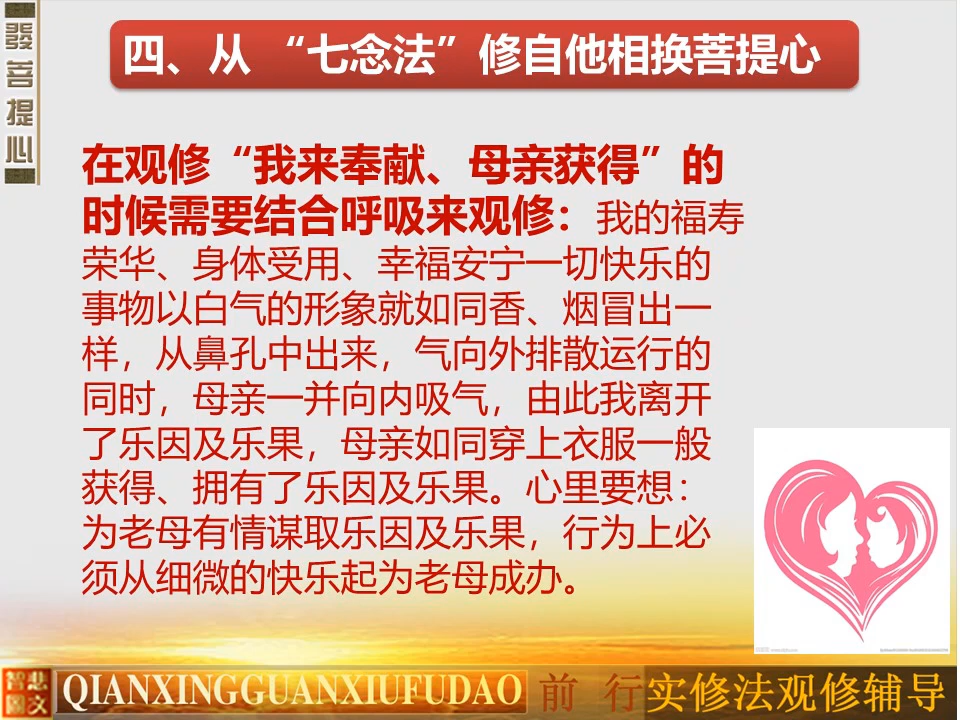 發菩提心
四、从 “七念法”修自他相换菩提心
在观修“我来奉献、母亲获得”的
时候需要结合呼吸来观修：我的福寿
荣华、身体受用、幸福安宁一切快乐的
事物以白气的形象就如同香、烟冒出一
样，从鼻孔中出来，气向外排散运行的
同时，母亲一并向内吸气，由此我离开
了乐因及乐果，母亲如同穿上衣服一般
获得、拥有了乐因及乐果。心里要想：
为老母有情谋取乐因及乐果，行为上必
须从细微的快乐起为老母成办。
QIANXINGGUANXIUFUDAO 前 行实修法观修辅导